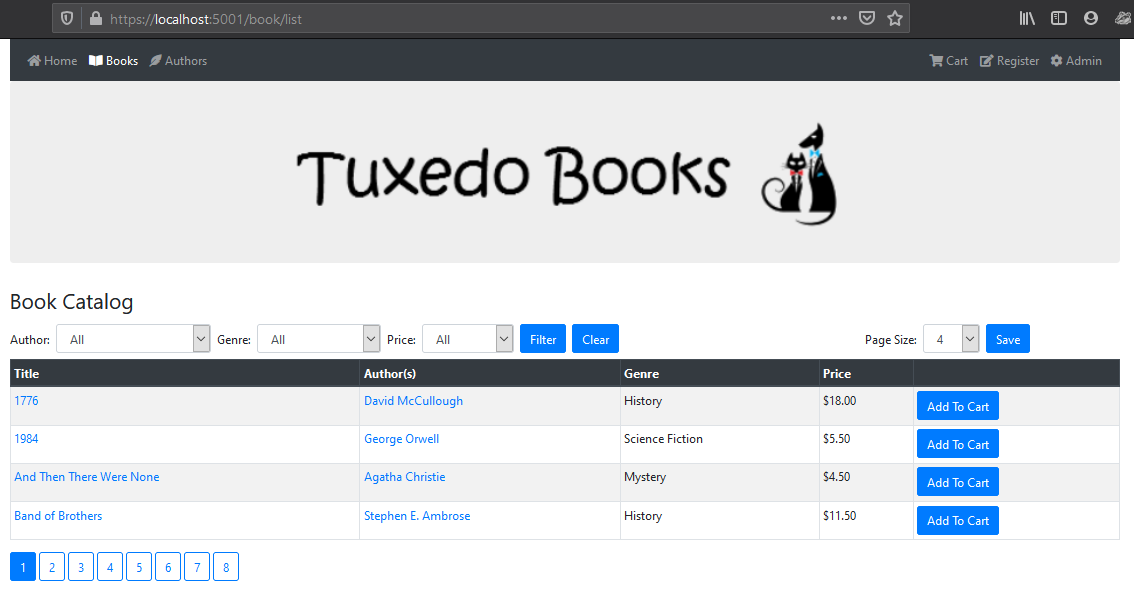 https://localhost:5001/book/list
Home Books Authors Cart Register Admin
Tuxedo Books
Book Catalog
Author: All Genre: All Price: All Filter Clear Page Size: 4 Save
Title Author(s) Genre Price
1776 David McCullough History $18.00 Add To Cart
1984 George Orwell Science Fiction $5.50 Add To Cart
And Then There Were None Agatha Christie Mystery $4.50 Add To Cart
Band of Brothers Stephen E. Ambrose History $11.50 Add To Cart
1 2 3 4 5 6 7 8